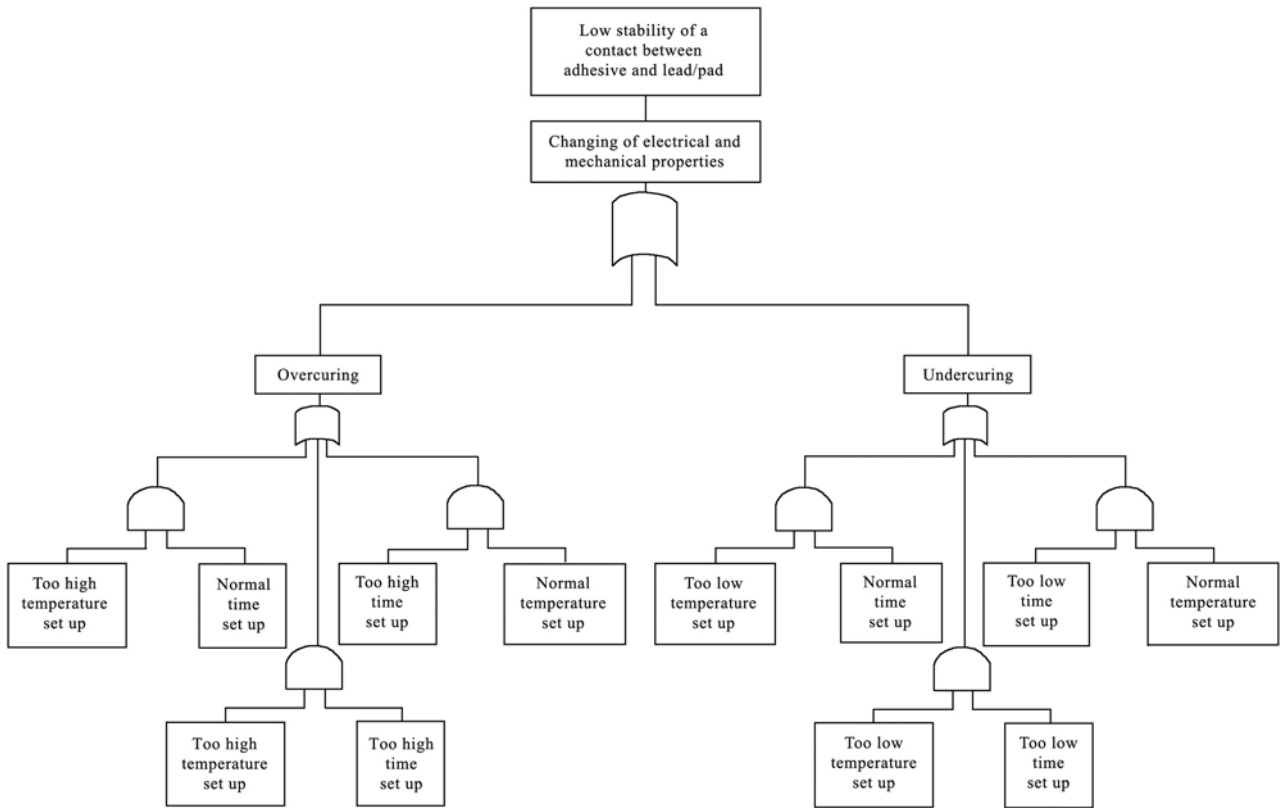 Low stability of a
contact between
adhesive and lead/pad
Changing of electrical and
mechanical properties
Overcuring
Undercuring
Too high
temperature
set up
Normal
time
set up
Too high
time
set up
Normal
temperature
set up
Too low
temperature
set up
Normal
time
set up
Too low
time
set up
Normal
temperature
set up
Too high
temperature
set up
Too high
time
set up
Too low
temperature
set up
Too low
time
set up